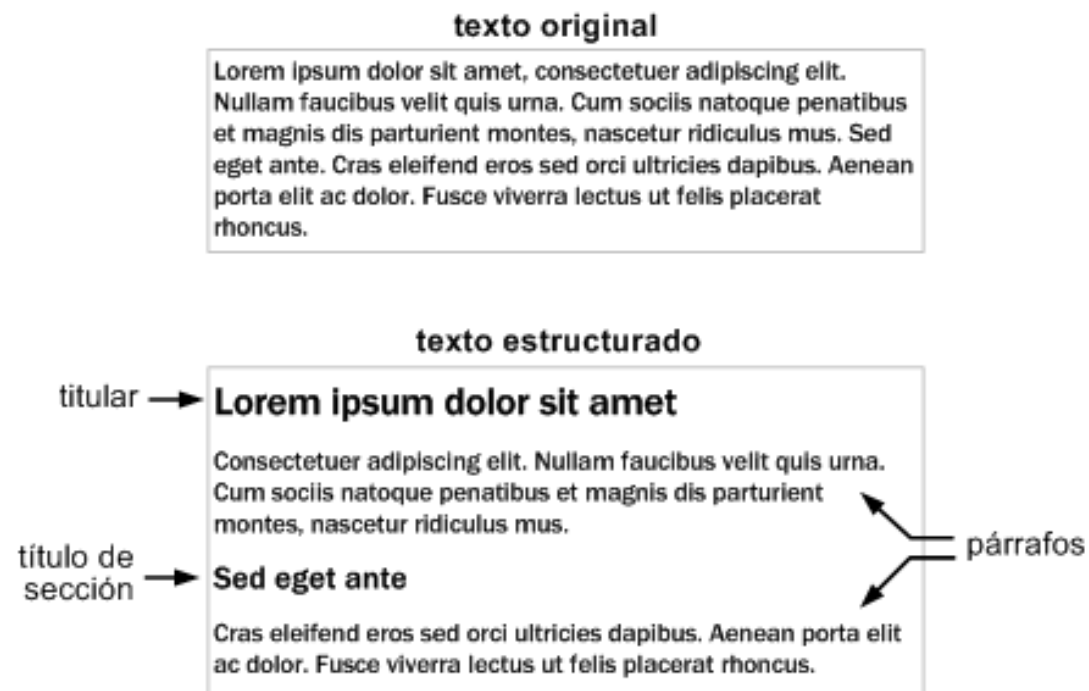 texto original
Lorem ipsum dolor sit amet, consectetuer adipiscing elit.
Nullam faucibus velit quis urna. Cum sociis natoque penatibus
et magnis dis parturient montes, nascetur ridiculus mus. Sed
eget ante. Cras eleifend eros sed orci ultricies dapibus. Aenean
porta elit ac dolor. Fusce viverra lectus ut felis placerat
rhoncus.
texto estructurado
titular
Lorem ipsum dolor sit amet
Consectetuer adipiscing elit. Nullam faucibus velit quis urna.
Cum sociis natoque penatibus et magnis dis parturient
montes, nascetur ridiculus mus.
párrafos
título de
sección
Sed eget ante
Cras eleifend eros sed orci ultricies dapibus. Aenean porta elit
ac dolor. Fusce viverra lectus ut felis placerat rhoncus.